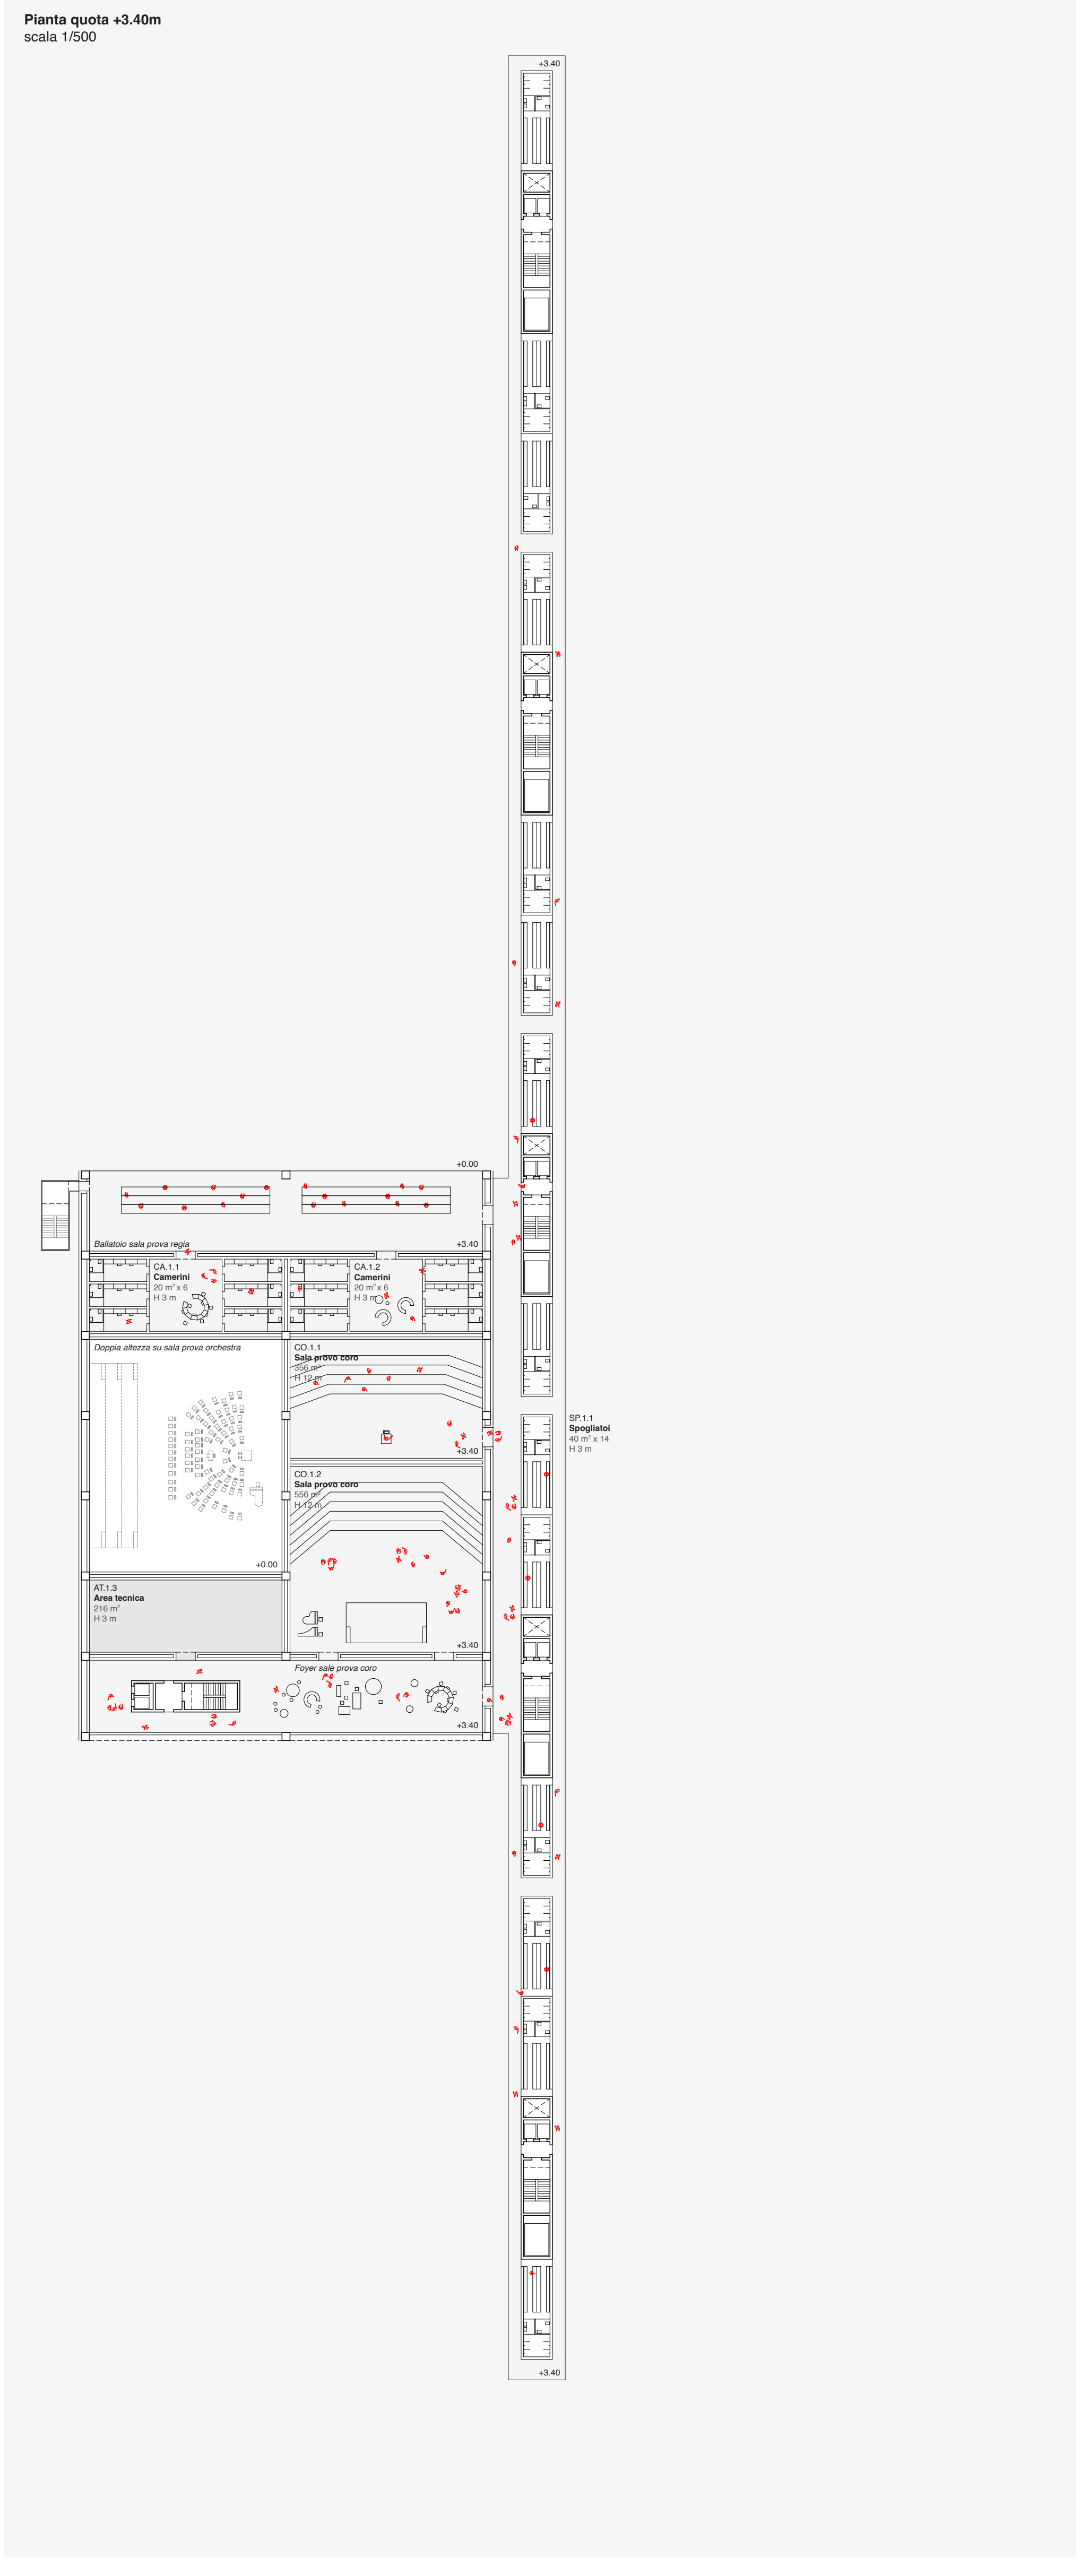 Pianta quota +3.40m
scala 1/500
+3.40
+0.00
Ballatoio sala prova regia
+3.40
CA.1.1
Camerini
20 m² x 6
H 3 m
CA.1.2
Camerini
20 m² x 6
H 3 m
Doppia altezza su sala prova orchestra
CO.1.1
Sala provo coro
356 m²
H 12 m
+3.40
SP.1.1
Spogliatoi
40 m² x 14
H 3 m
CO.1.2
Sala provo coro
556 m²
H 12 m
+0.00
AT.1.3
Area tecnica
216 m²
H 3 m
+3.40
Foyer sale prova coro
+3.40
+3.40